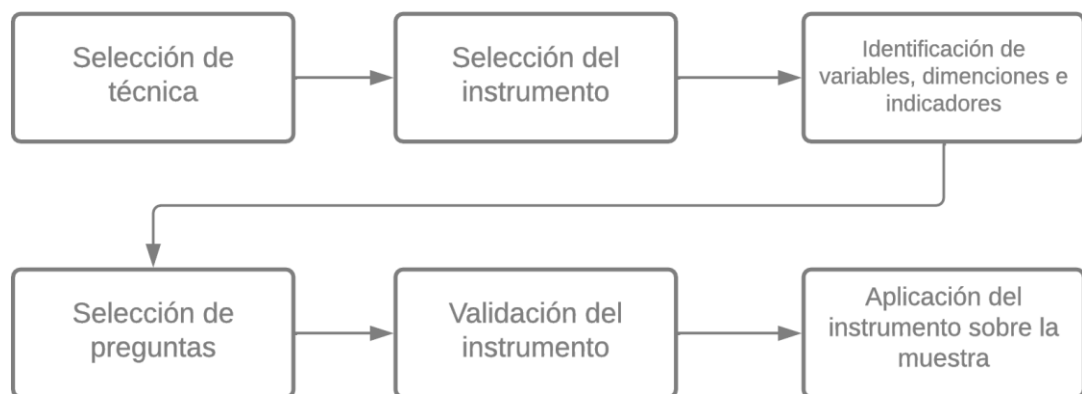 Selección de
técnica
Selección del
instrumento
Identificación de
variables, dimenciones e
indicadores
Selección de
preguntas
Validación del
instrumento
Aplicación del
instrumento sobre la
muestra